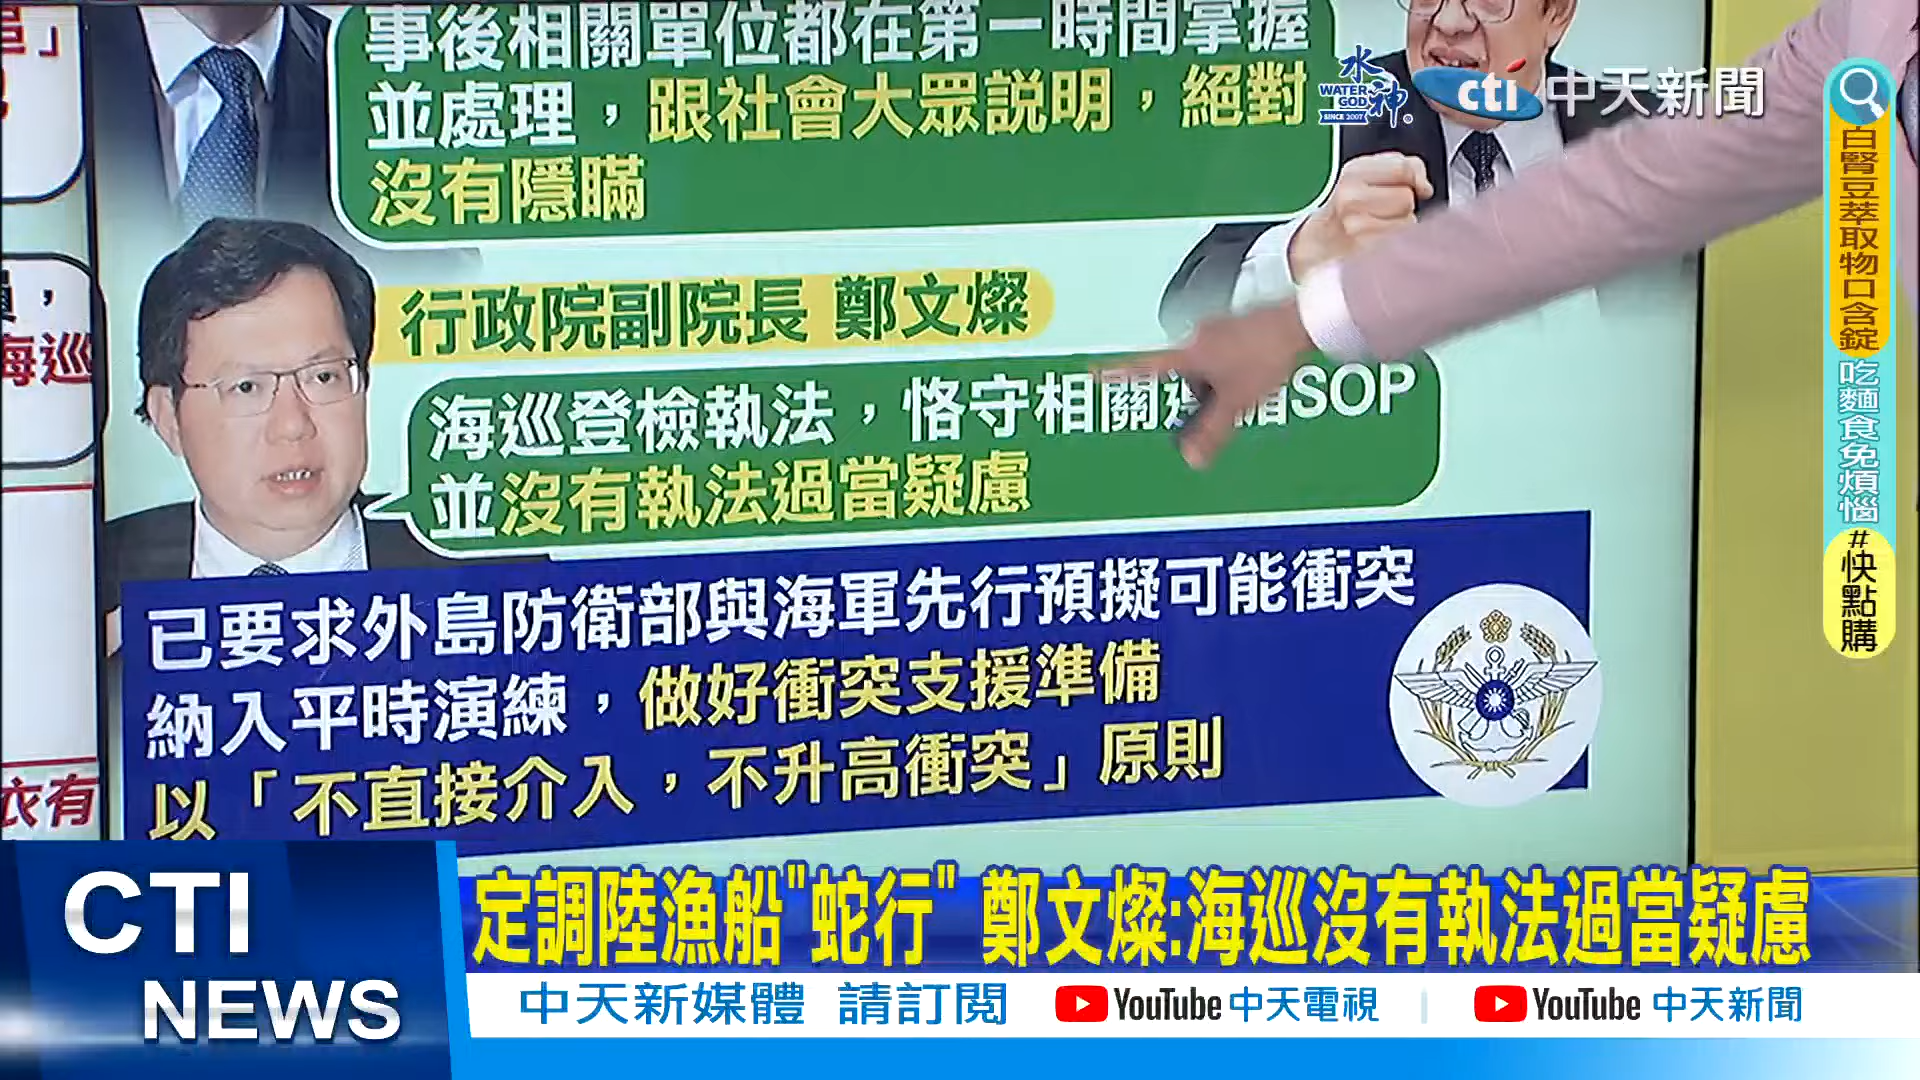 事後相關單位都在第一時間掌握
並處理，跟社會大眾説明，絕對
沒有隱瞞
行政院副院長 鄭文燦
海巡登檢執法，恪守相關遵循SOP
並沒有執法過當疑慮
已要求外島防衛部與海軍先行預擬可能衝突
納入平時演練，做好衝突支援準備
以「不直接介入，不升高衝突」原則
海巡
衣有
水神
WATER
GOD
SINCE 2007
cti 中天新聞
白腎豆萃取物口含錠
吃麵食免煩惱
#快點購
CTI
NEWS
定調陸漁船"蛇行" 鄭文燦:海巡沒有執法過當疑慮
中天新媒體 請訂閱 YouTube 中天電視 | YouTube 中天新聞